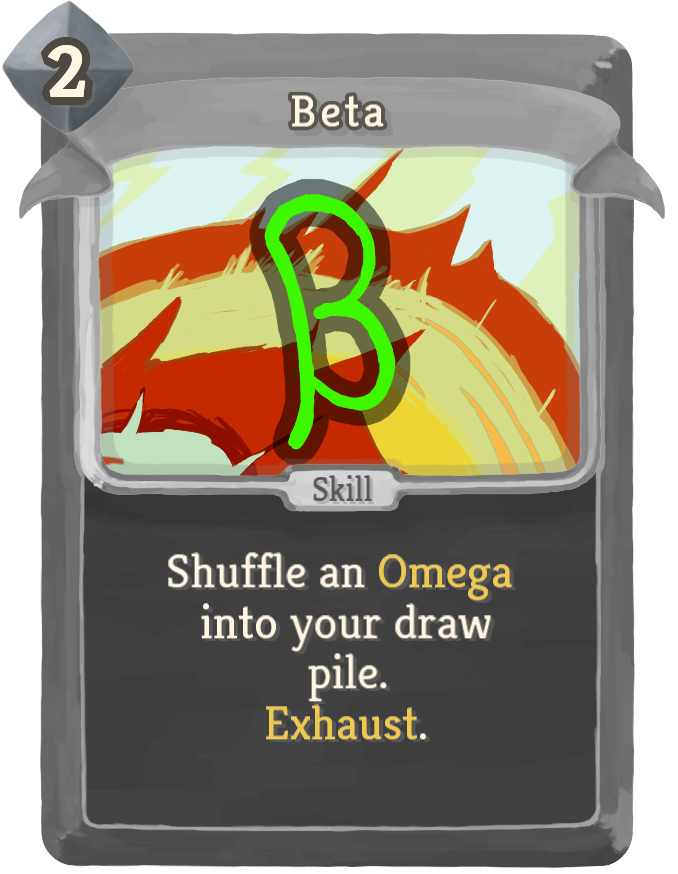 2
Beta
β
Skill
Shuffle an Omega
into your draw
pile.
Exhaust.